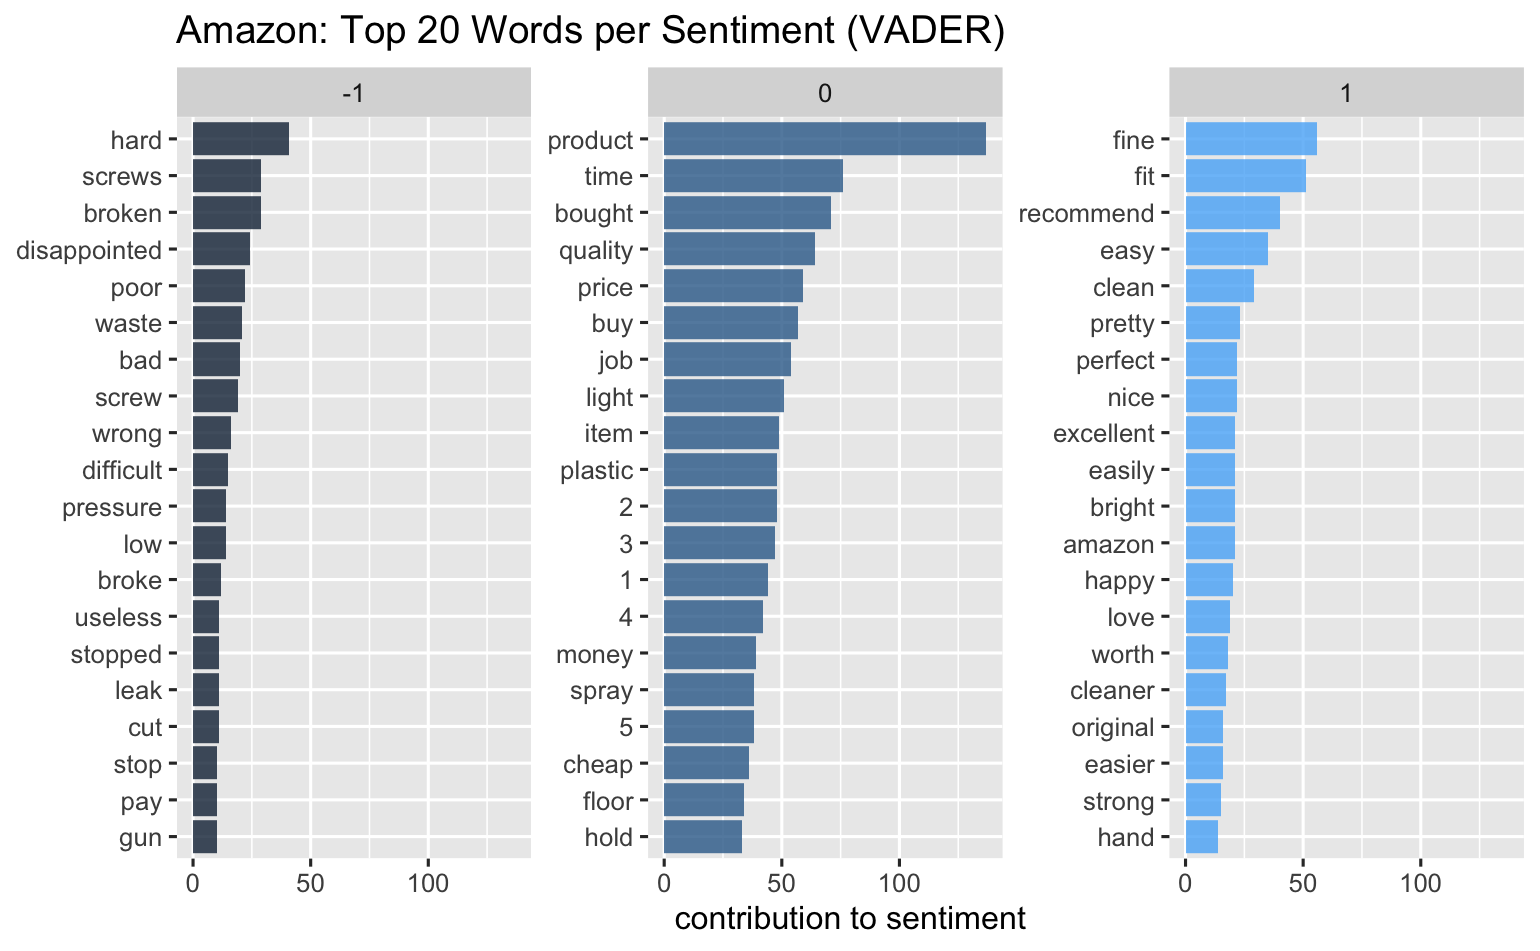 Amazon: Top 20 Words per Sentiment (VADER)
-1
hard
screws
broken
disappointed
poor
waste
bad
screw
wrong
difficult
pressure
low
broke
useless
stopped
leak
cut
stop
pay
gun
0 50 100
0
product
time
bought
quality
price
buy
job
light
item
plastic
2
3
1
4
money
spray
5
cheap
floor
hold
0 50 100
1
fine
fit
recommend
easy
clean
pretty
perfect
nice
excellent
easily
bright
amazon
happy
love
worth
cleaner
original
easier
strong
hand
0 50 100
contribution to sentiment